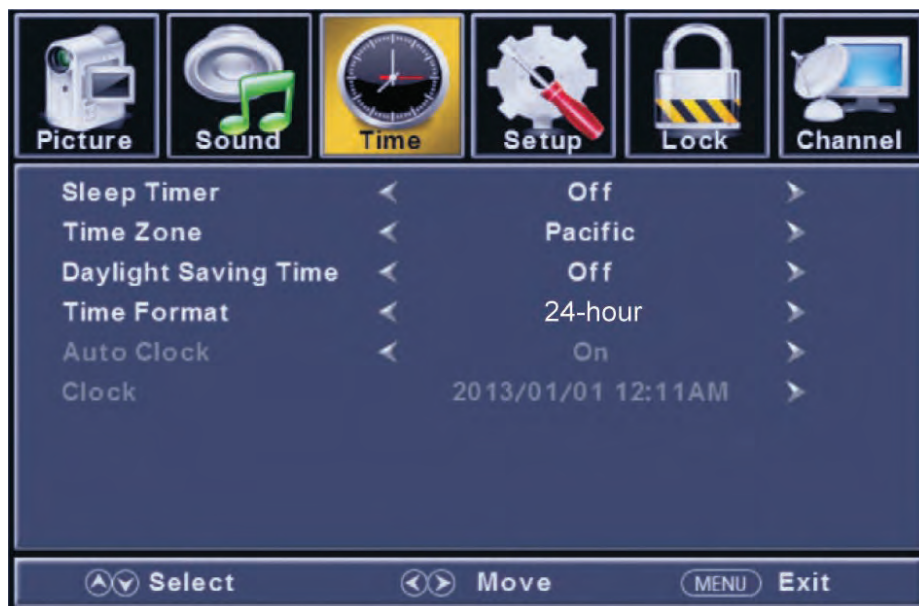 Picture Sound Time Setup Lock Channel
Sleep Timer Off
Time Zone Pacific
Daylight Saving Time Off
Time Format 24-hour
Auto Clock On
Clock 2013/01/01 12:11AM
Select Move MENU Exit